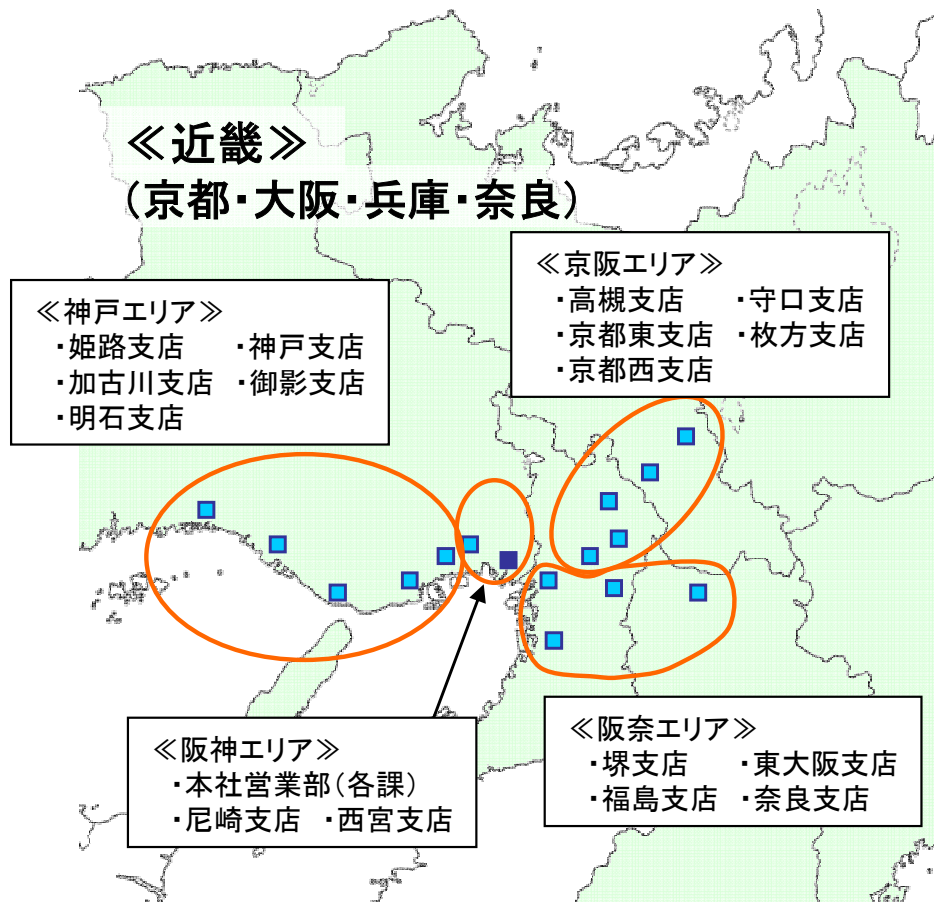 ≪近畿≫
(京都・大阪・兵庫・奈良)
≪京阪エリア≫
・高槻支店 ・守口支店
・京都東支店 ・枚方支店
・京都西支店
≪神戸エリア≫
・姫路支店 ・神戸支店
・加古川支店 ・御影支店
・明石支店
≪阪神エリア≫
・本社営業部(各課)
・尼崎支店 ・西宮支店
≪阪奈エリア≫
・堺支店 ・東大阪支店
・福島支店 ・奈良支店